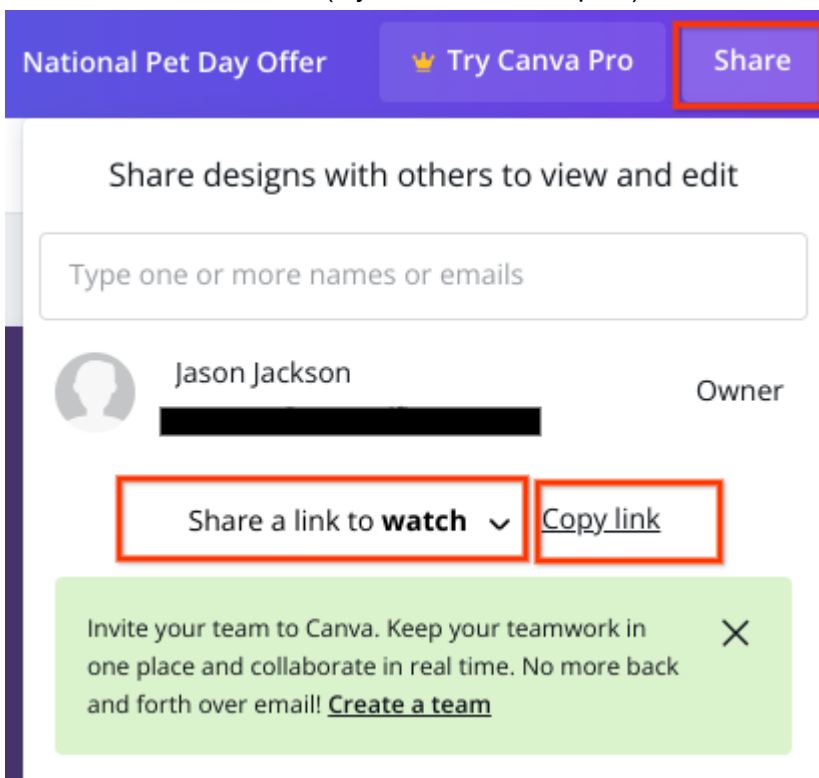 National Pet Day Offer Try Canva Pro Share
Share designs with others to view and edit
Type one or more names or emails
Jason Jackson
Owner
Share a link to watch Copy link
Invite your team to Canva. Keep your teamwork in
one place and collaborate in real time. No more back
and forth over email! Create a team